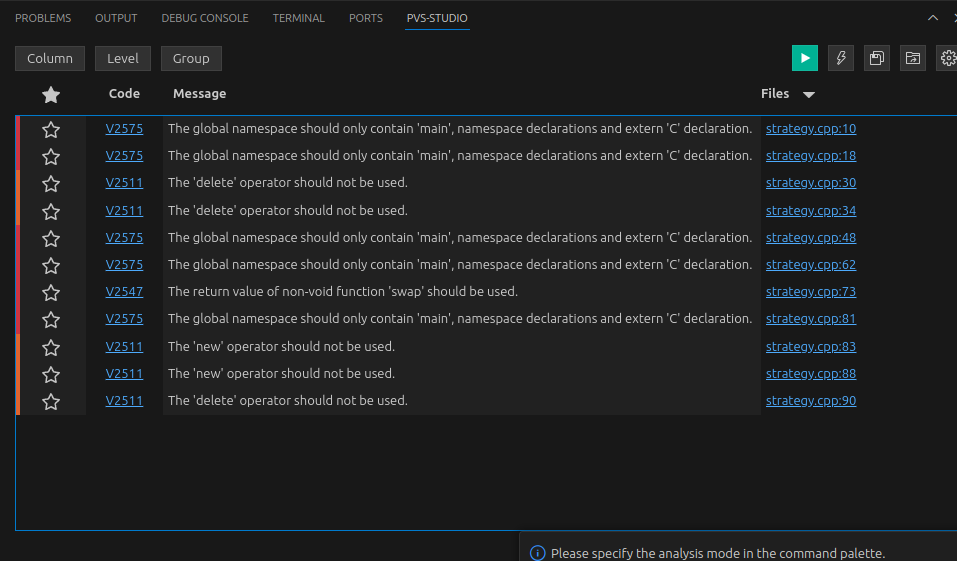 PROBLEMS OUTPUT DEBUG CONSOLE TERMINAL PORTS PVS-STUDIO
Column Level Group
Code Message Files
V2575 The global namespace should only contain 'main', namespace declarations and extern 'C' declaration. strategy.cpp:10
V2575 The global namespace should only contain 'main', namespace declarations and extern 'C' declaration. strategy.cpp:18
V2511 The 'delete' operator should not be used. strategy.cpp:30
V2511 The 'delete' operator should not be used. strategy.cpp:34
V2575 The global namespace should only contain 'main', namespace declarations and extern 'C' declaration. strategy.cpp:48
V2575 The global namespace should only contain 'main', namespace declarations and extern 'C' declaration. strategy.cpp:62
V2547 The return value of non-void function 'swap' should be used. strategy.cpp:73
V2575 The global namespace should only contain 'main', namespace declarations and extern 'C' declaration. strategy.cpp:81
V2511 The 'new' operator should not be used. strategy.cpp:83
V2511 The 'new' operator should not be used. strategy.cpp:88
V2511 The 'delete' operator should not be used. strategy.cpp:90
Please specify the analysis mode in the command palette.